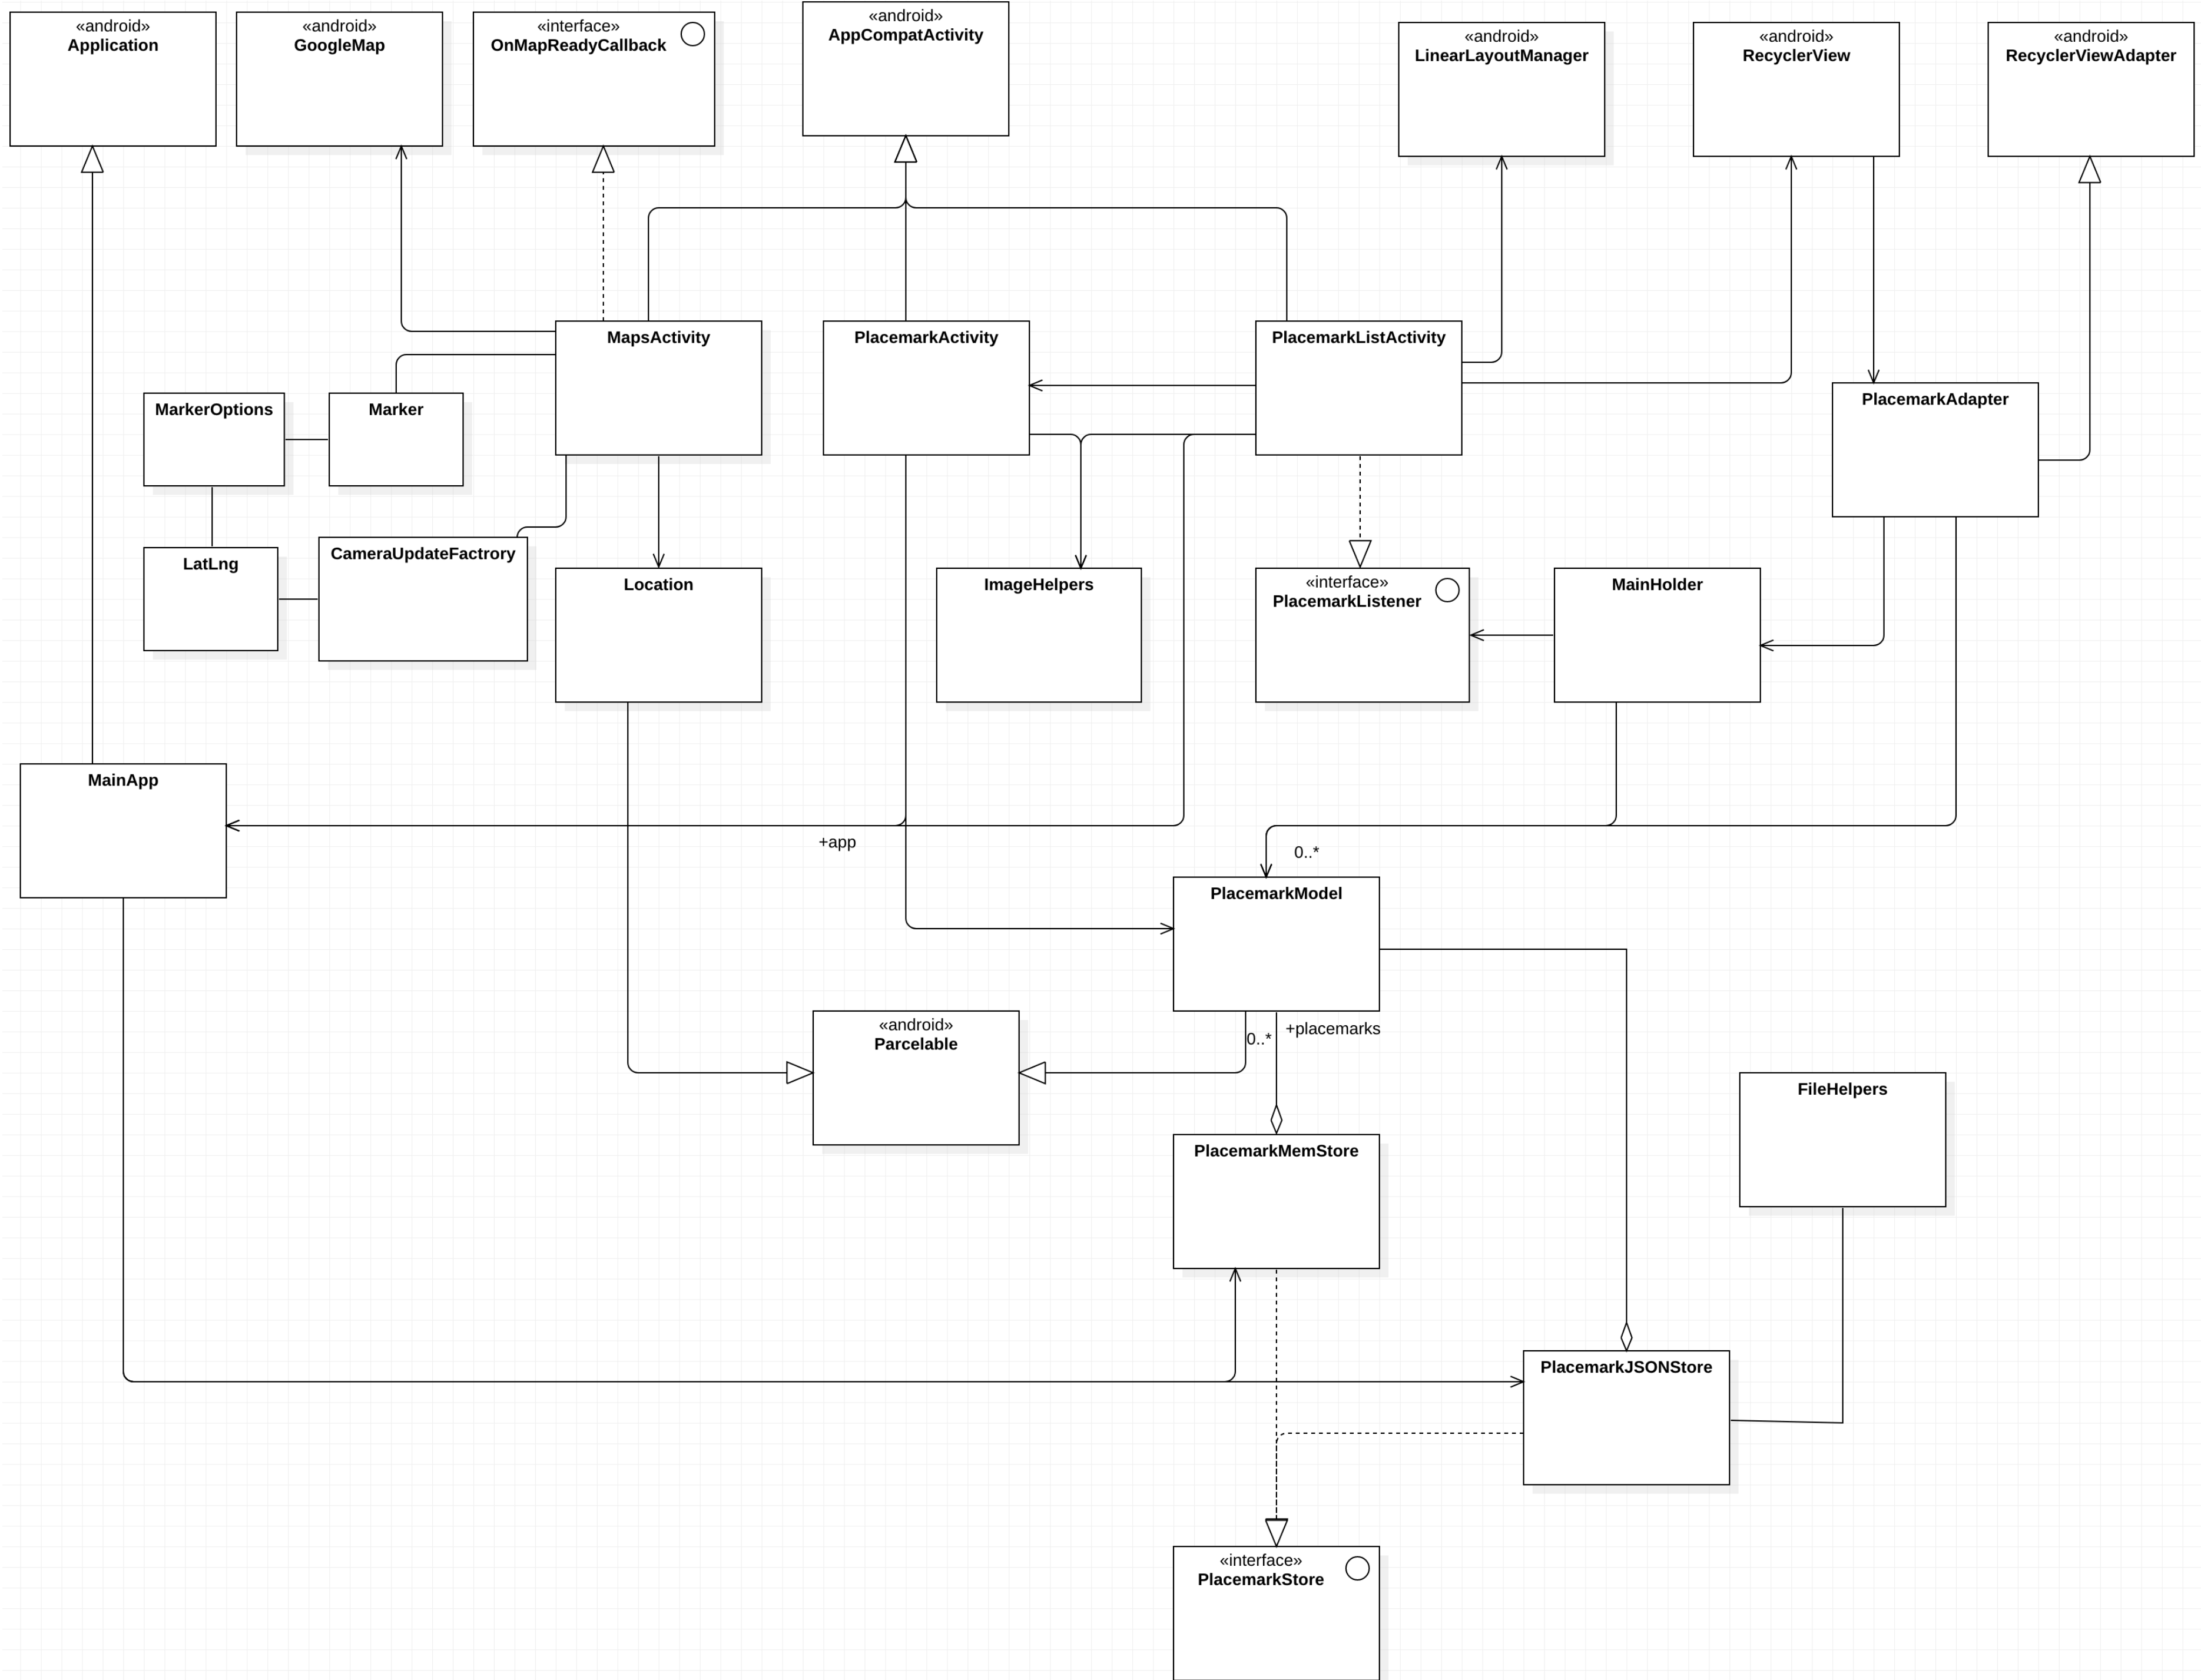 «android»
Application
«android»
GoogleMap
«interface»
OnMapReadyCallback
«android»
AppCompatActivity
«android»
LinearLayoutManager
«android»
RecyclerView
«android»
RecyclerViewAdapter
MapsActivity
PlacemarkActivity
PlacemarkListActivity
PlacemarkAdapter
MarkerOptions
Marker
LatLng
CameraUpdateFactrory
Location
ImageHelpers
«interface»
PlacemarkListener
MainHolder
MainApp
+app
0..*
PlacemarkModel
+placemarks
0..*
«android»
Parcelable
FileHelpers
PlacemarkMemStore
PlacemarkJSONStore
«interface»
PlacemarkStore